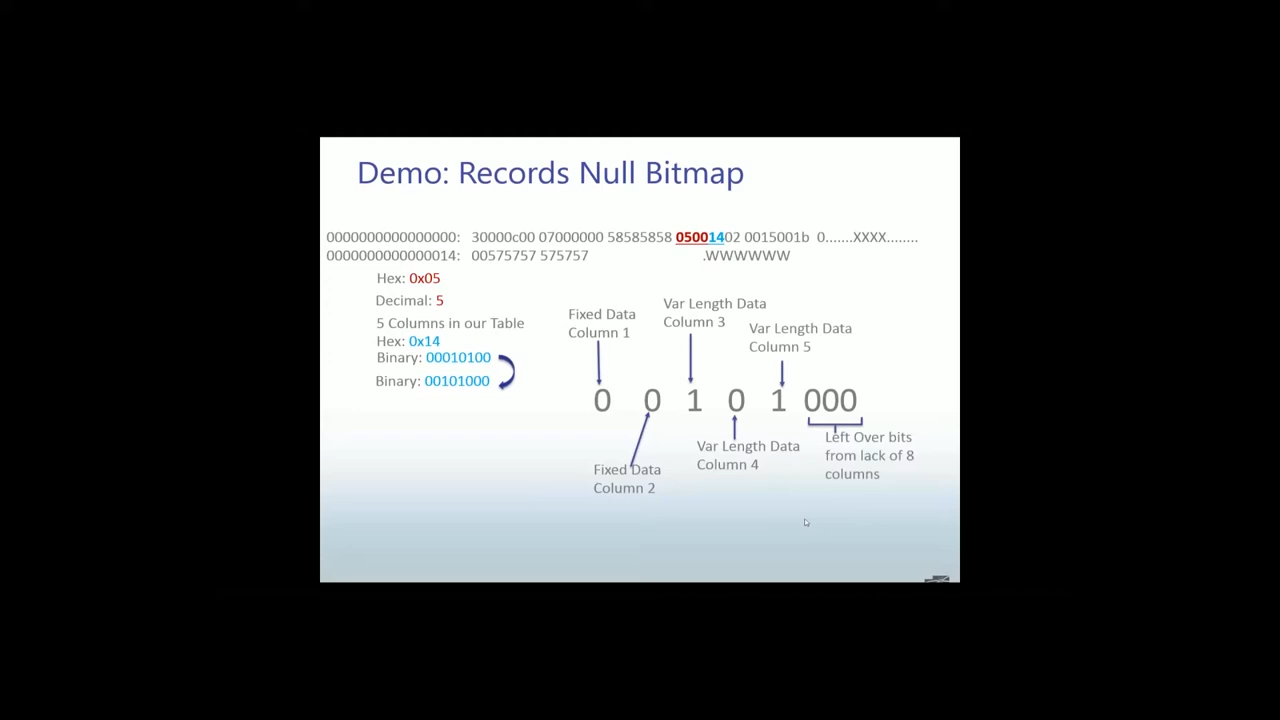 Demo: Records Null Bitmap
0000000000000000: 30000c00 07000000 58585858 05001402 0015001b 0.......XXXX........
0000000000000014: 00575757 575757 .WWWWWW
Hex: 0x05
Decimal: 5
5 Columns in our Table
Hex: 0x14
Binary: 00010100
Binary: 00101000
Fixed Data
Column 1
Var Length Data
Column 3
Var Length Data
Column 5
0 0 1 0 1 000
Fixed Data
Column 2
Var Length Data
Column 4
Left Over bits
from lack of 8
columns